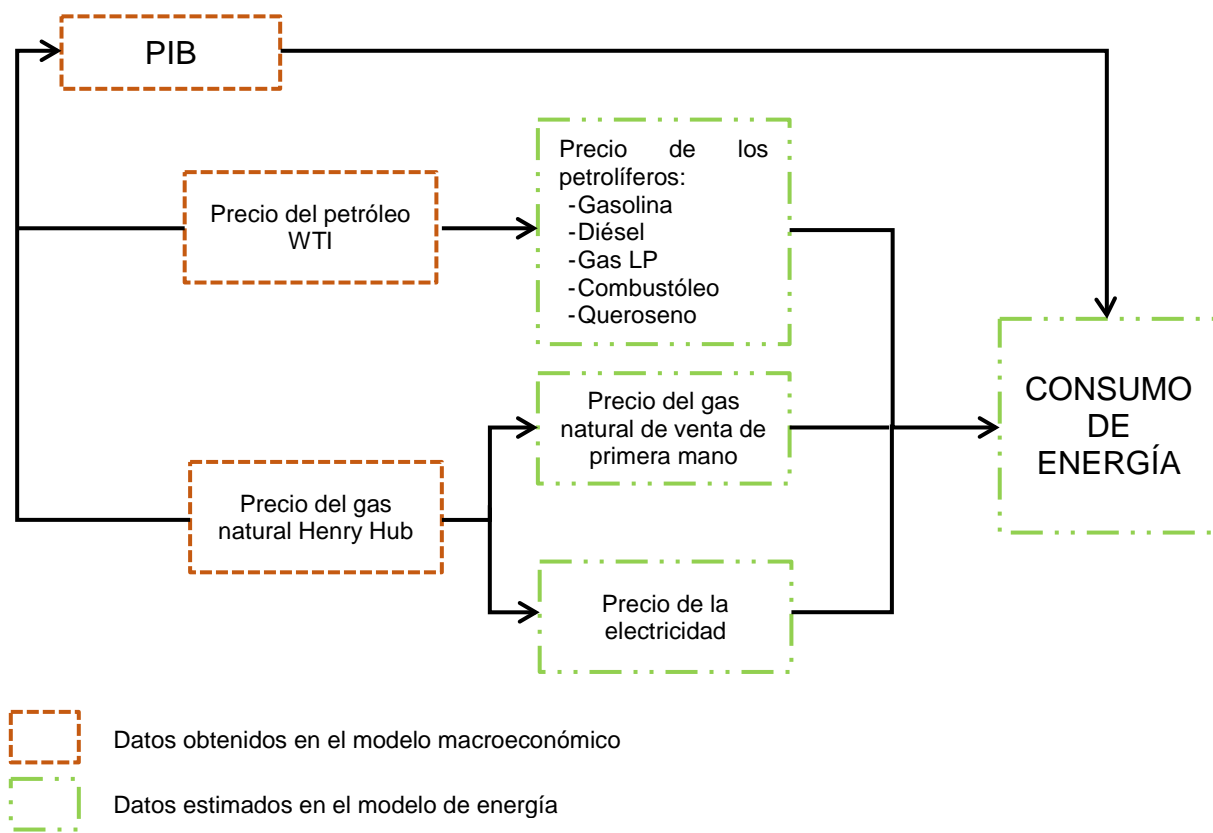 PIB
Precio del petróleo
WTI
Precio de los
petrolíferos:
-Gasolina
-Diésel
-Gas LP
-Combustóleo
-Queroseno
Precio del gas
natural Henry Hub
Precio del gas
natural de venta de
primera mano
Precio de la
electricidad
CONSUMO
DE
ENERGÍA
Datos obtenidos en el modelo macroeconómico
Datos estimados en el modelo de energía